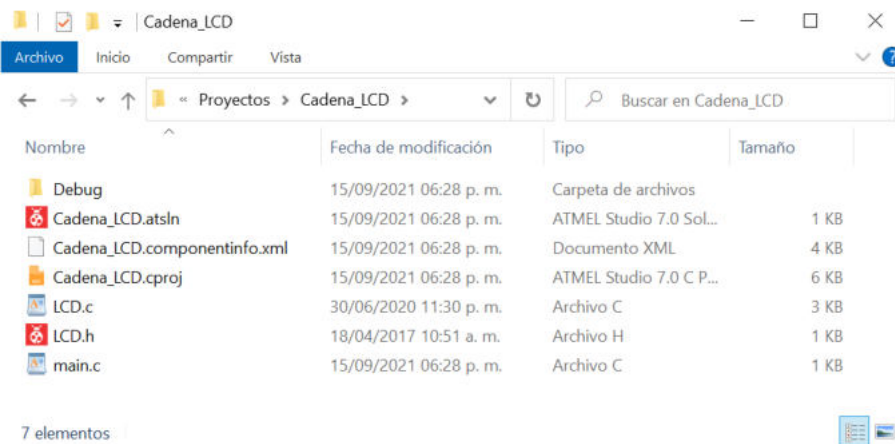 Cadena_LCD
Archivo Inicio Compartir Vista ?
« Proyectos > Cadena_LCD > Buscar en Cadena_LCD
Nombre Fecha de modificación Tipo Tamaño
Debug 15/09/2021 06:28 p. m. Carpeta de archivos
Cadena_LCD.atsln 15/09/2021 06:28 p. m. ATMEL Studio 7.0 Sol... 1 KB
Cadena_LCD.componentinfo.xml 15/09/2021 06:28 p. m. Documento XML 4 KB
Cadena_LCD.cproj 15/09/2021 06:28 p. m. ATMEL Studio 7.0 C P... 6 KB
LCD.c 30/06/2020 11:30 p. m. Archivo C 3 KB
LCD.h 18/04/2017 10:51 a. m. Archivo H 1 KB
main.c 15/09/2021 06:28 p. m. Archivo C 1 KB
7 elementos